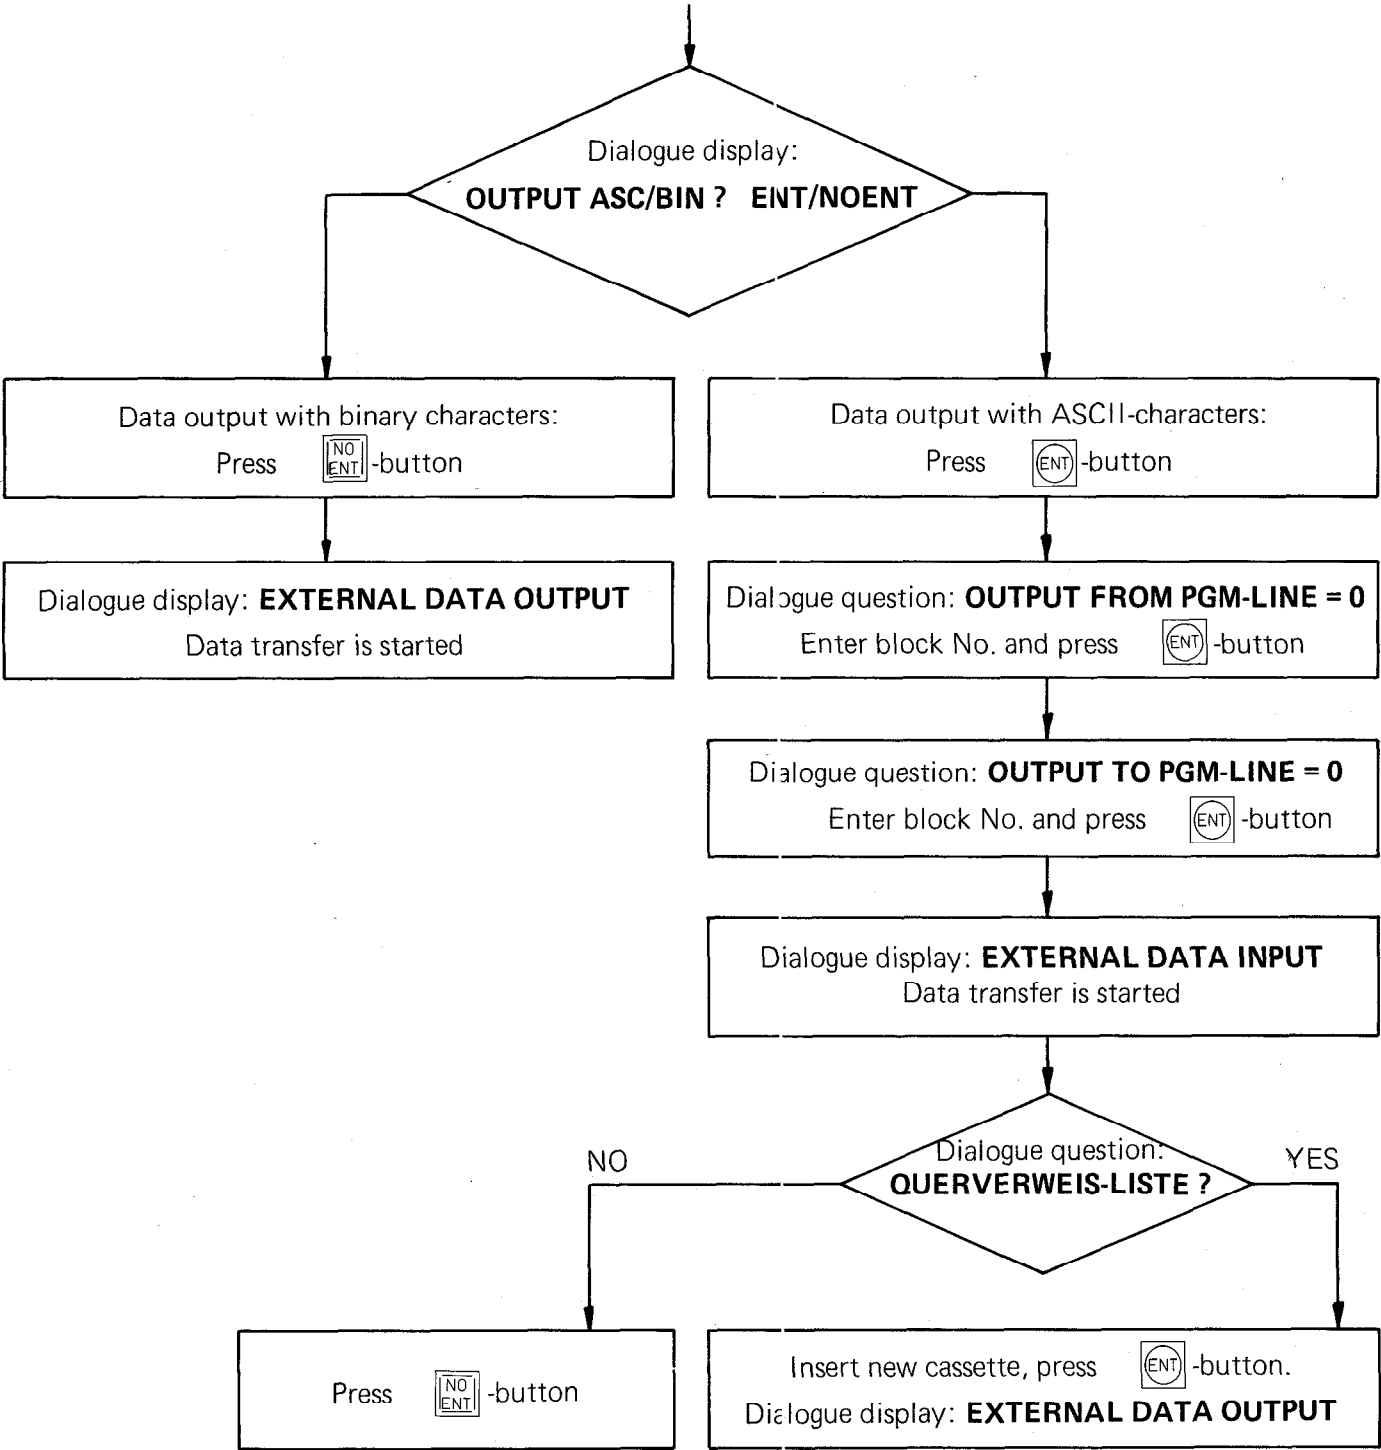 Dialogue display:
OUTPUT ASC/BIN ? ENT/NOENT
Data output with binary characters:
Press NO ENT -button
Data output with ASCII-characters:
Press ENT -button
Dialogue display: EXTERNAL DATA OUTPUT
Data transfer is started
Dialogue question: OUTPUT FROM PGM-LINE = 0
Enter block No. and press ENT -button
Dialogue question: OUTPUT TO PGM-LINE = 0
Enter block No. and press ENT -button
Dialogue display: EXTERNAL DATA INPUT
Data transfer is started
Dialogue question:
QUERVERWEIS-LISTE ?
NO
YES
Press NO ENT -button
Insert new cassette, press ENT -button.
Dialogue display: EXTERNAL DATA OUTPUT